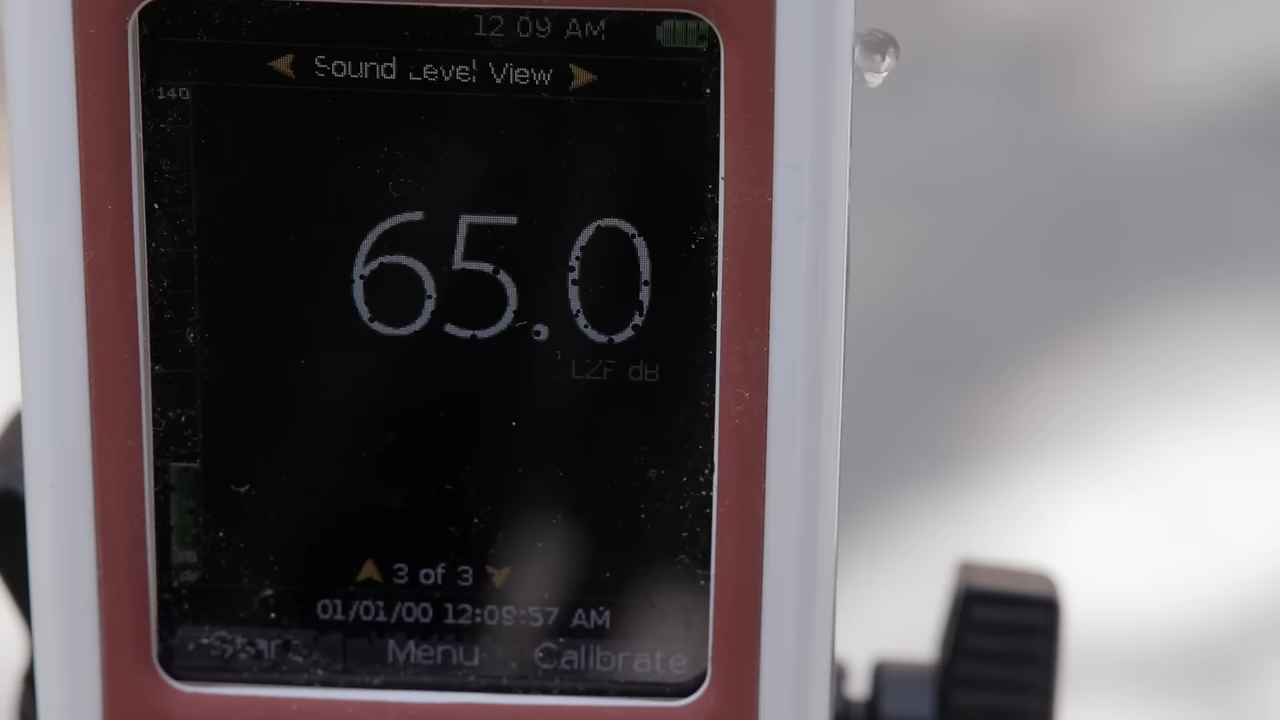 12 09 AM
Sound Level View
140
65.0
LZF dB
3 of 3
01/01/00 12:09:57 AM
Start Menu Calibrate